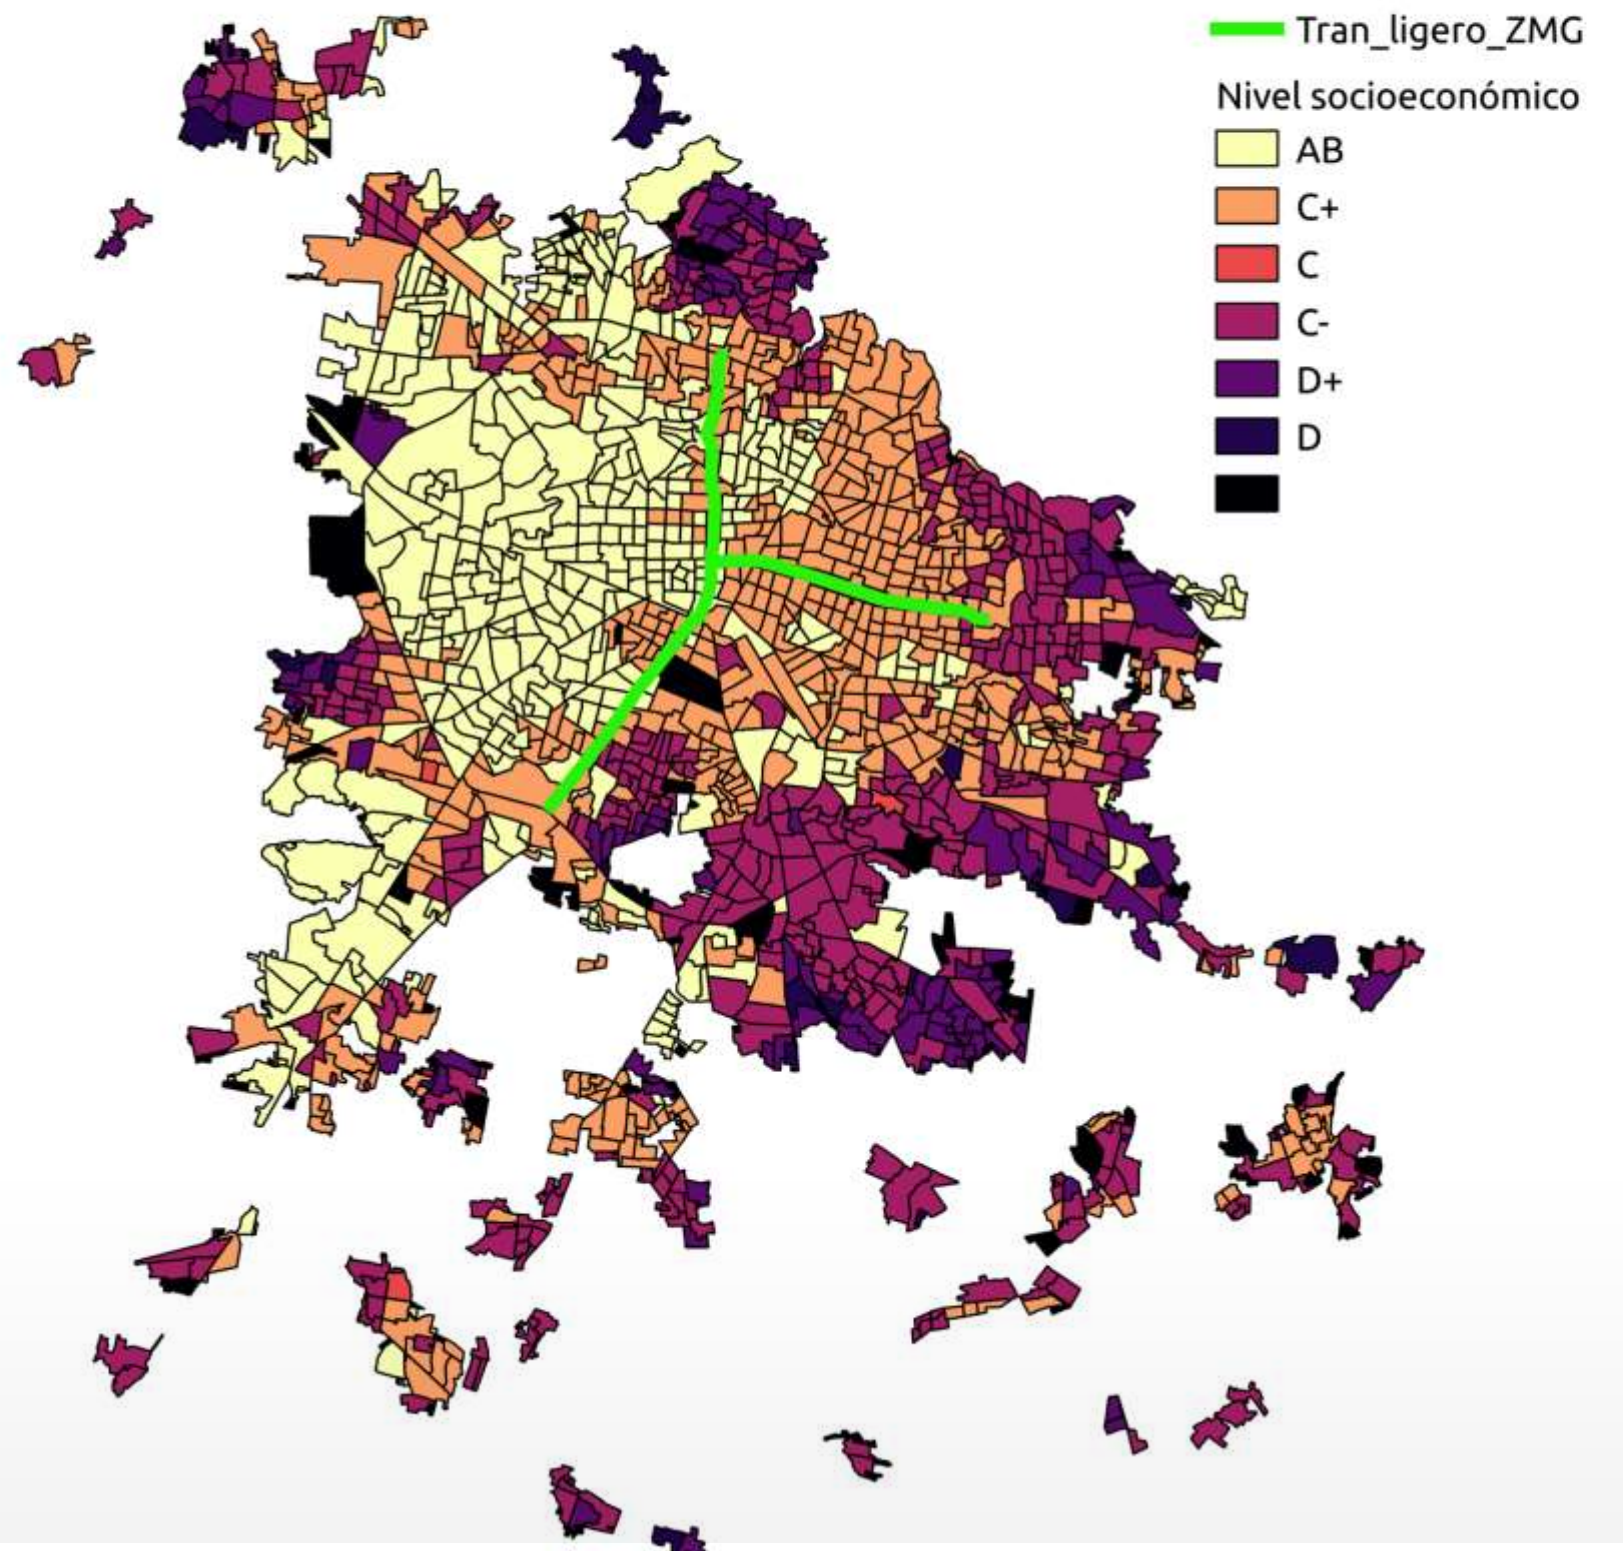 Tran_ligero_ZMG
Nivel socioeconómico
AB
C+
C
C-
D+
D